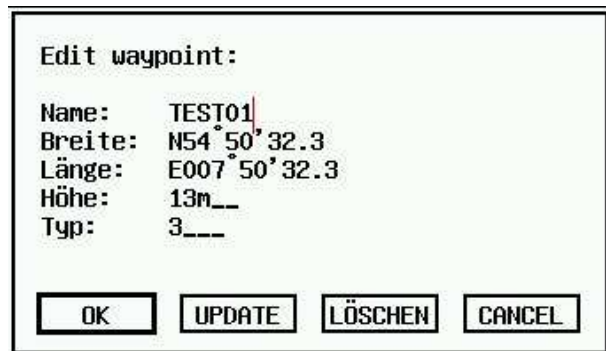 Edit waypoint:
Name: TEST01
Breite: N54°50'32.3
Länge: E007°50'32.3
Höhe: 13m__
Typ: 3___
OK UPDATE LÖSCHEN CANCEL